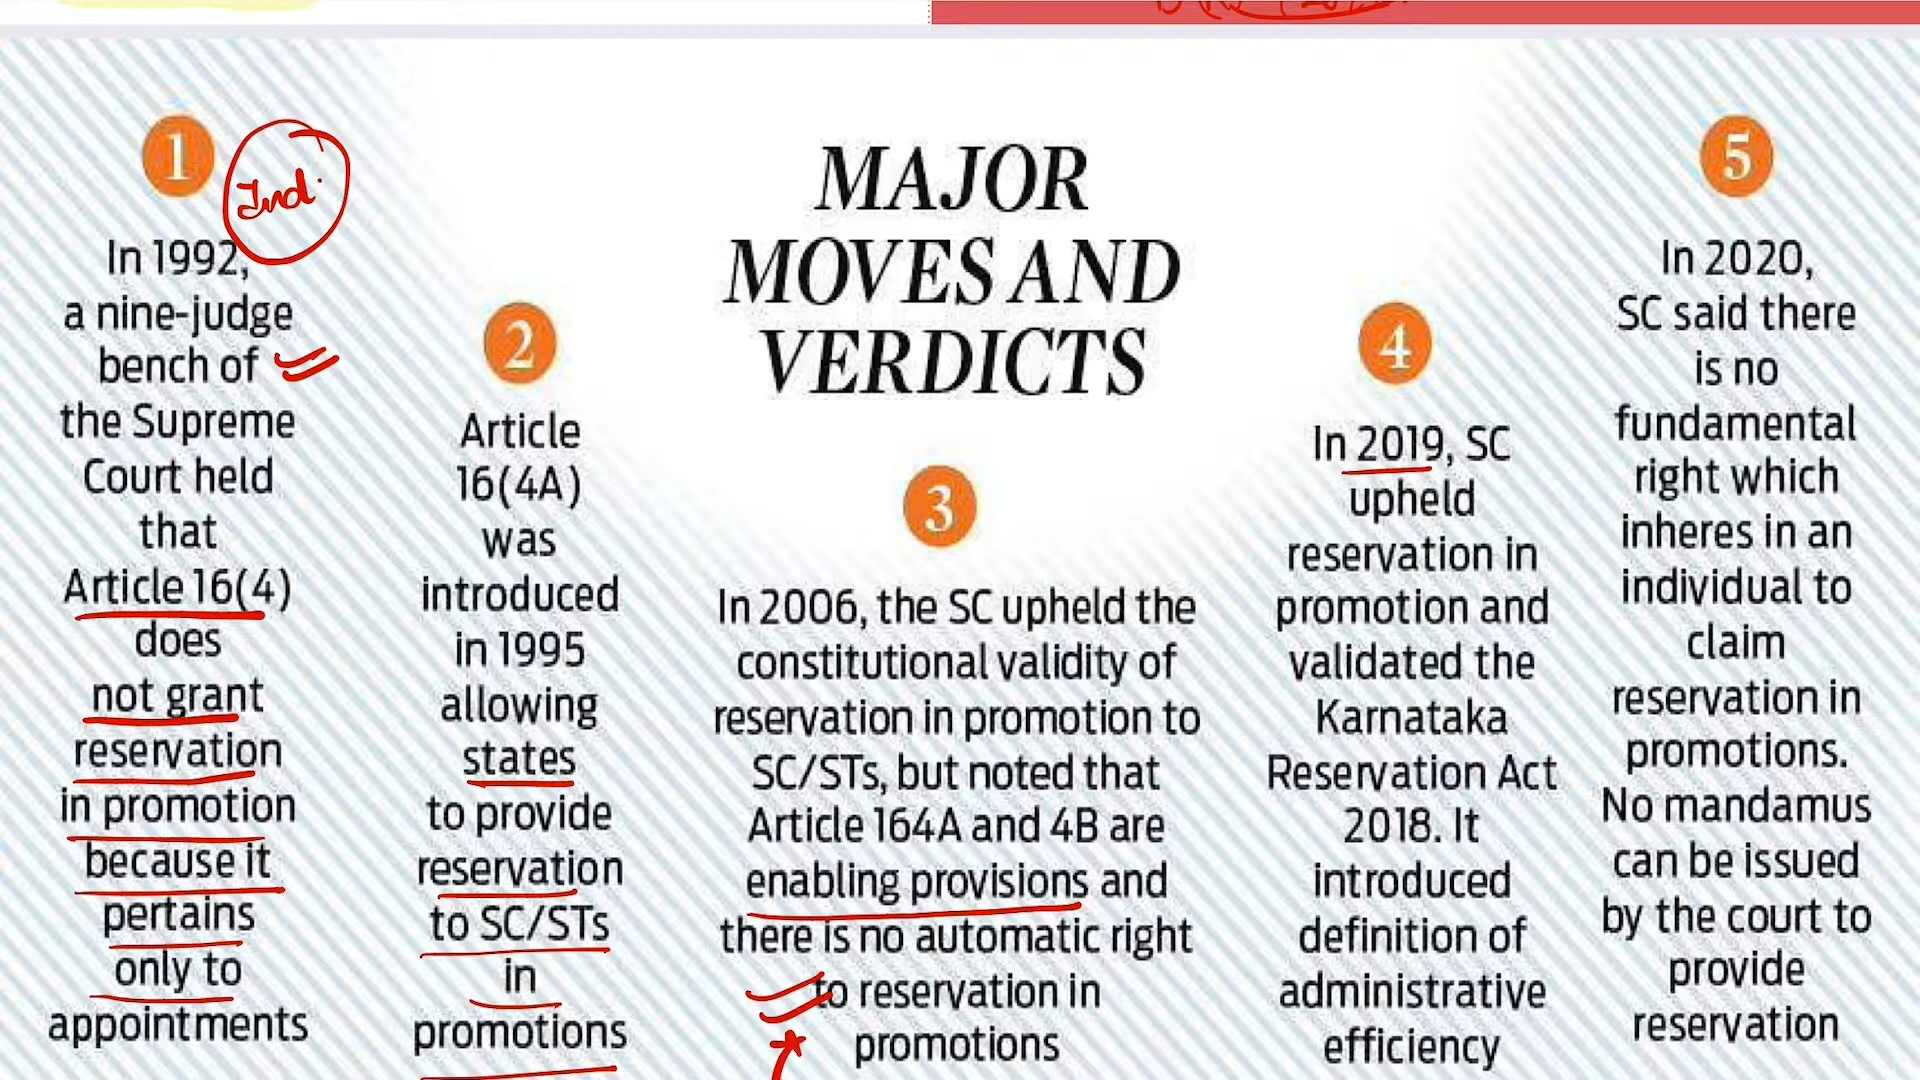 1
Ind.
In 1992,
a nine-judge
bench of
the Supreme
Court held
that
Article 16(4)
does
not grant
reservation
in promotion
because it
pertains
only to
appointments
2
Article
16(4A)
was
introduced
in 1995
allowing
states
to provide
reservation
to SC/STs
in
promotions
MAJOR
MOVES AND
VERDICTS
3
In 2006, the SC upheld the
constitutional validity of
reservation in promotion to
SC/STs, but noted that
Article 164A and 4B are
enabling provisions and
there is no automatic right
to reservation in
promotions
4
In 2019, SC
upheld
reservation in
promotion and
validated the
Karnataka
Reservation Act
2018. It
introduced
definition of
administrative
efficiency
5
In 2020,
SC said there
is no
fundamental
right which
inheres in an
individual to
claim
reservation in
promotions.
No mandamus
can be issued
by the court to
provide
reservation